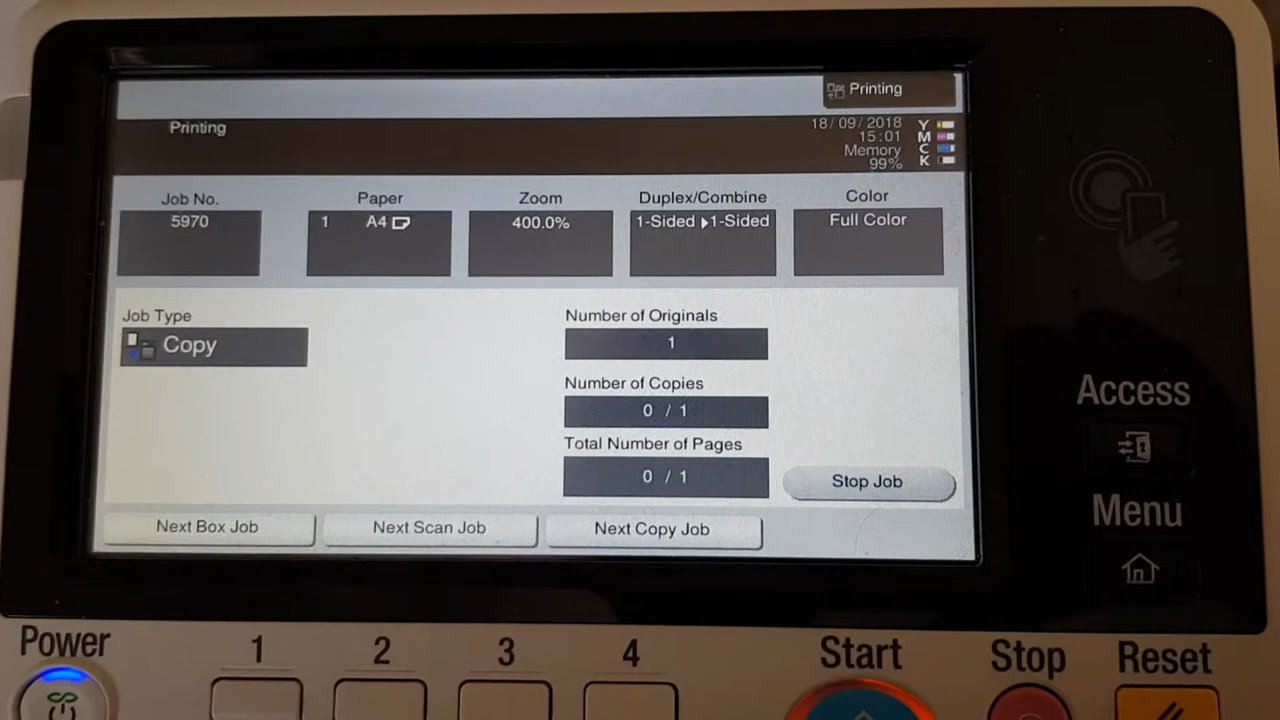 Printing
Printing
18/09/2018
15:01
Memory
99%
Y
M
C
K
Job No.
5970
Paper
1 A4
Zoom
400.0%
Duplex/Combine
1-Sided ▶1-Sided
Color
Full Color
Job Type
Copy
Number of Originals
1
Number of Copies
0 / 1
Total Number of Pages
0 / 1
Stop Job
Next Box Job
Next Scan Job
Next Copy Job
Access
Menu
Power
1
2
3
4
Start
Stop
Reset